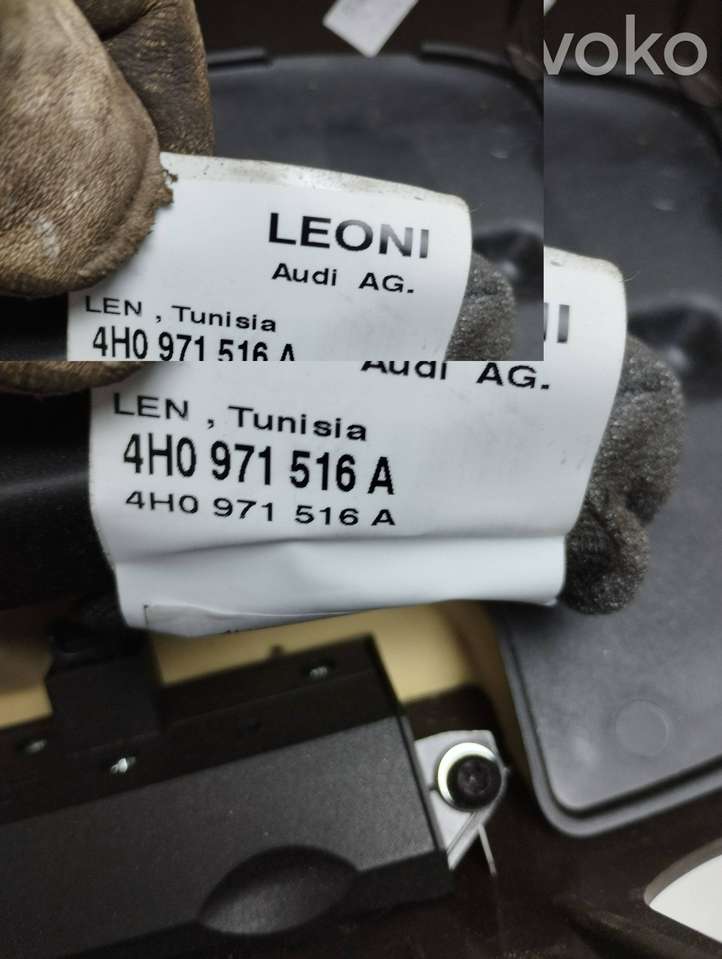 voko
LEONI
Audi AG.
LEN , Tunisia
4H0 971 516 A
NI
Audi AG.
LEN , Tunisia
4H0 971 516 A
4H0 971 516 A